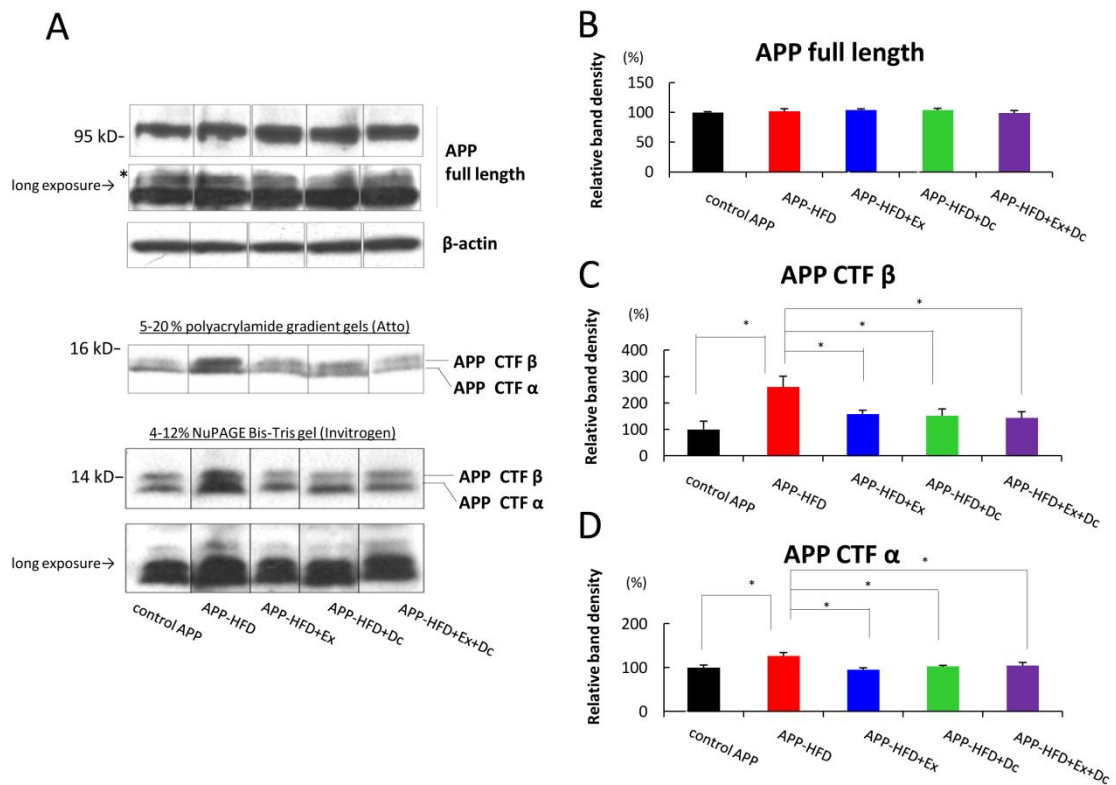 A
95 kD-
*
long exposure→
APP
full length
β-actin
5-20 % polyacrylamide gradient gels (Atto)
16 kD-
APP CTF β
APP CTF α
4-12% NuPAGE Bis-Tris gel (Invitrogen)
14 kD-
APP CTF β
APP CTF α
long exposure→
control APP
APP-HFD
APP-HFD+Ex
APP-HFD+Dc
APP-HFD+Ex+Dc
B
APP full length
(%)
Relative band density
150
100
50
0
control APP
APP-HFD
APP-HFD+Ex
APP-HFD+Dc
APP-HFD+Ex+Dc
C
APP CTF β
(%)
Relative band density
400
300
200
100
0
*
*
*
*
control APP
APP-HFD
APP-HFD+Ex
APP-HFD+Dc
APP-HFD+Ex+Dc
D
APP CTF α
(%)
Relative band density
200
100
0
*
*
*
*
control APP
APP-HFD
APP-HFD+Ex
APP-HFD+Dc
APP-HFD+Ex+Dc